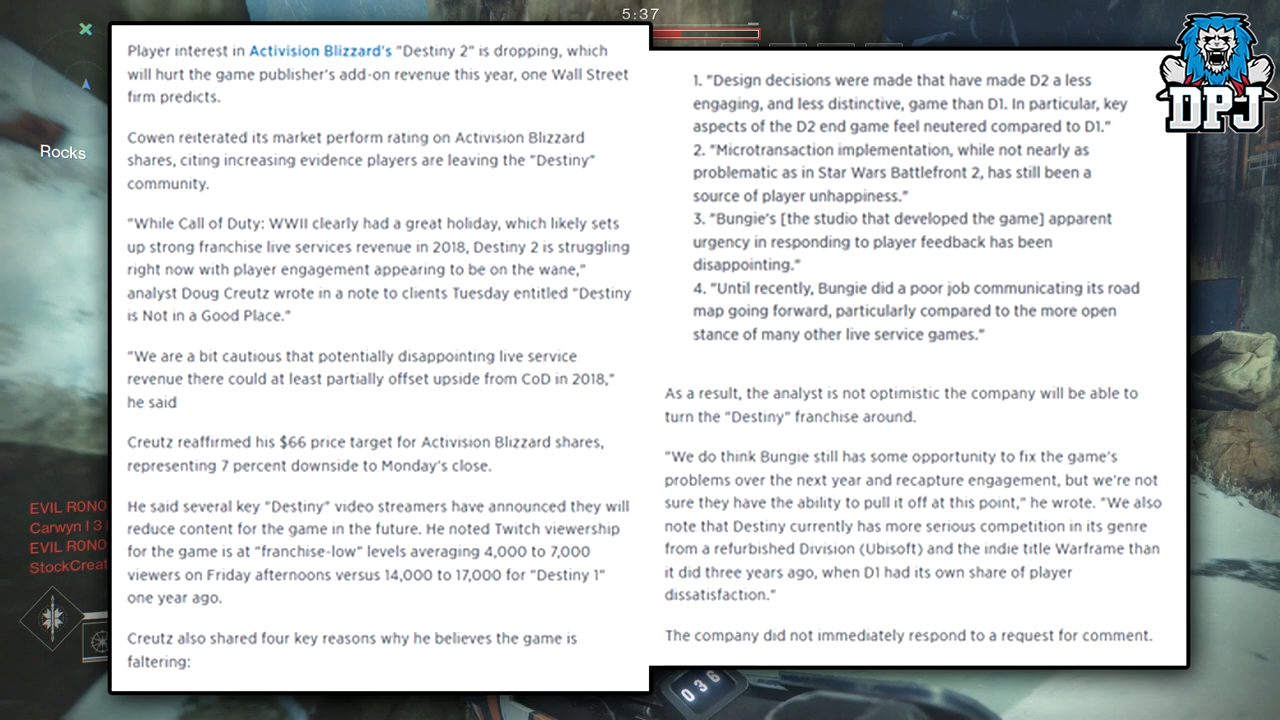 5:37
DPJ
Rocks
Player interest in Activision Blizzard's "Destiny 2" is dropping, which
will hurt the game publisher's add-on revenue this year, one Wall Street
firm predicts.
Cowen reiterated its market perform rating on Activision Blizzard
shares, citing increasing evidence players are leaving the "Destiny"
community.
"While Call of Duty: WWII clearly had a great holiday, which likely sets
up strong franchise live services revenue in 2018, Destiny 2 is struggling
right now with player engagement appearing to be on the wane,"
analyst Doug Creutz wrote in a note to clients Tuesday entitled "Destiny
is Not in a Good Place."
"We are a bit cautious that potentially disappointing live service
revenue there could at least partially offset upside from CoD in 2018,"
he said
Creutz reaffirmed his $66 price target for Activision Blizzard shares,
representing 7 percent downside to Monday's close.
He said several key "Destiny" video streamers have announced they will
reduce content for the game in the future. He noted Twitch viewership
for the game is at "franchise-low" levels averaging 4,000 to 7,000
viewers on Friday afternoons versus 14,000 to 17,000 for "Destiny 1"
one year ago.
Creutz also shared four key reasons why he believes the game is
faltering:
1. "Design decisions were made that have made D2 a less
engaging, and less distinctive, game than D1. In particular, key
aspects of the D2 end game feel neutered compared to D1."
2. "Microtransaction implementation, while not nearly as
problematic as in Star Wars Battlefront 2, has still been a
source of player unhappiness."
3. "Bungie's [the studio that developed the game] apparent
urgency in responding to player feedback has been
disappointing."
4. "Until recently, Bungie did a poor job communicating its road
map going forward, particularly compared to the more open
stance of many other live service games."
As a result, the analyst is not optimistic the company will be able to
turn the "Destiny" franchise around.
"We do think Bungie still has some opportunity to fix the game's
problems over the next year and recapture engagement, but we're not
sure they have the ability to pull it off at this point," he wrote. "We also
note that Destiny currently has more serious competition in its genre
from a refurbished Division (Ubisoft) and the indie title Warframe than
it did three years ago, when D1 had its own share of player
dissatisfaction."
The company did not immediately respond to a request for comment.
EVIL R0N0
Carwyn I 3 I
EVIL R0N0
StockCreat
036